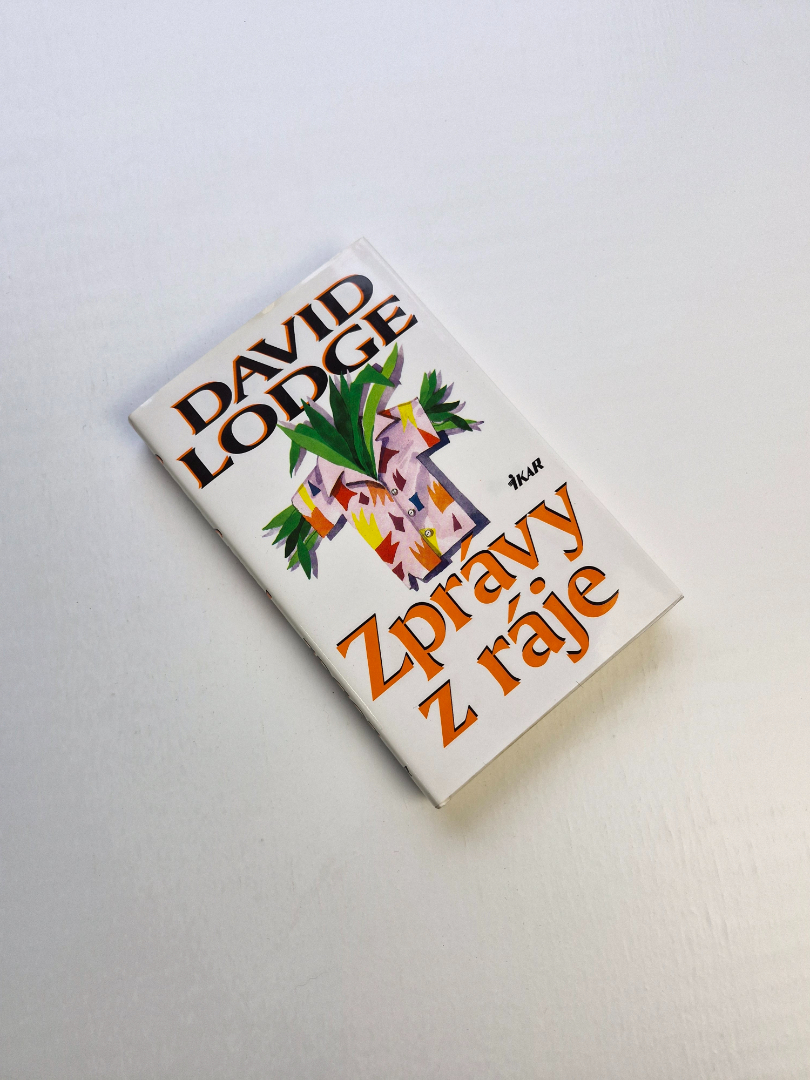 DAVID
LODGE
IKAR
Zprávy
z ráje